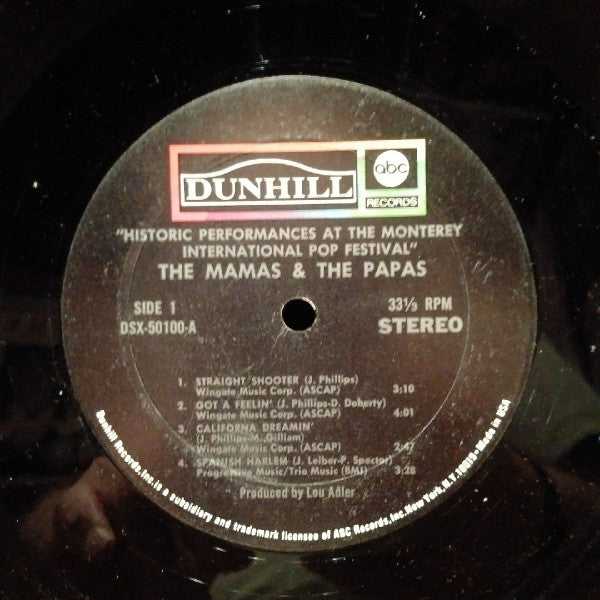 DUNHILL
abc
RECORDS
"HISTORIC PERFORMANCES AT THE MONTEREY
INTERNATIONAL POP FESTIVAL"
THE MAMAS & THE PAPAS
SIDE 1
33⅓ RPM
DSX-50100-A
STEREO
1. STRAIGHT SHOOTER (J. Phillips)
Wingate Music Corp. (ASCAP) 3:10
2. GOT A FEELIN' (J. Phillips-D. Doherty)
Wingate Music Corp. (ASCAP) 4:01
3. CALIFORNA DREAMIN'
(J. Phillips-M. Gilliam)
Wingate Music Corp. (ASCAP) 2:47
4. SPANISH HARLEM (J. Leiber-P. Spector)
Progressive Music/Trio Music (BMI) 3:28
Produced by Lou Adler
Dunhill Records, Inc. is a subsidiary and trademark licensee of ABC Records, Inc. New York, N.Y. 10019 - Made in USA